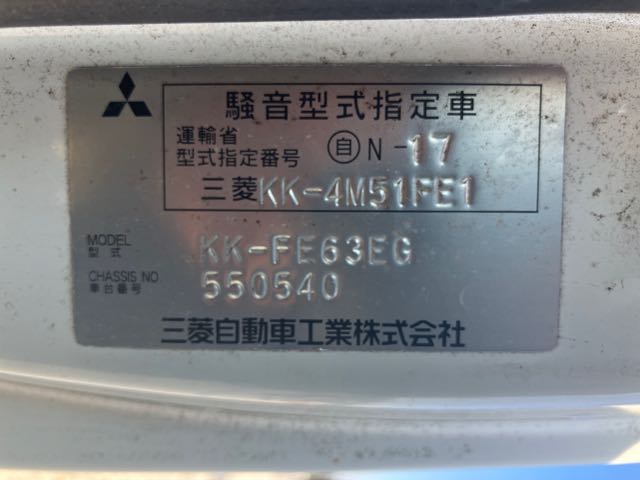 騒音型式指定車
運輸省
型式指定番号 自 N-17
三菱KK-4M51FE1
MODEL
型式 KK-FE63EG
CHASSIS NO.
車台番号 550540
三菱自動車工業株式会社